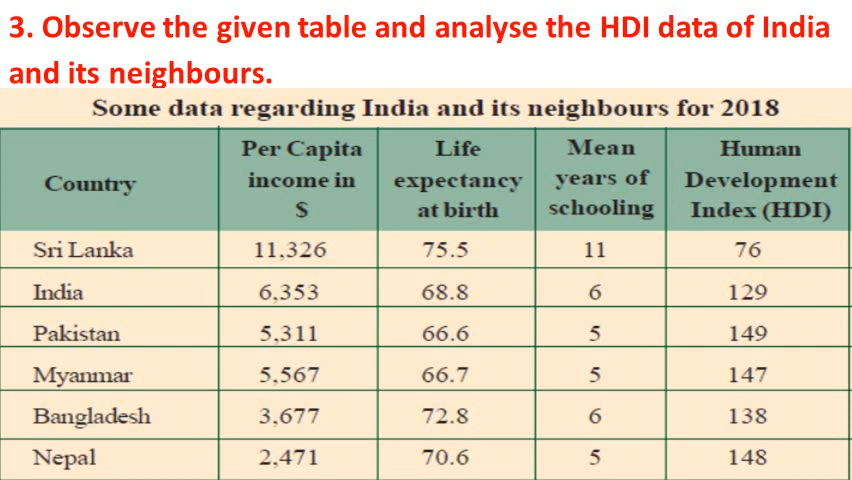 3. Observe the given table and analyse the HDI data of India
and its neighbours.
Some data regarding India and its neighbours for 2018
Country Per Capita income in $ Life expectancy at birth Mean years of schooling Human Development Index (HDI)
Sri Lanka 11,326 75.5 11 76
India 6,353 68.8 6 129
Pakistan 5,311 66.6 5 149
Myanmar 5,567 66.7 5 147
Bangladesh 3,677 72.8 6 138
Nepal 2,471 70.6 5 148